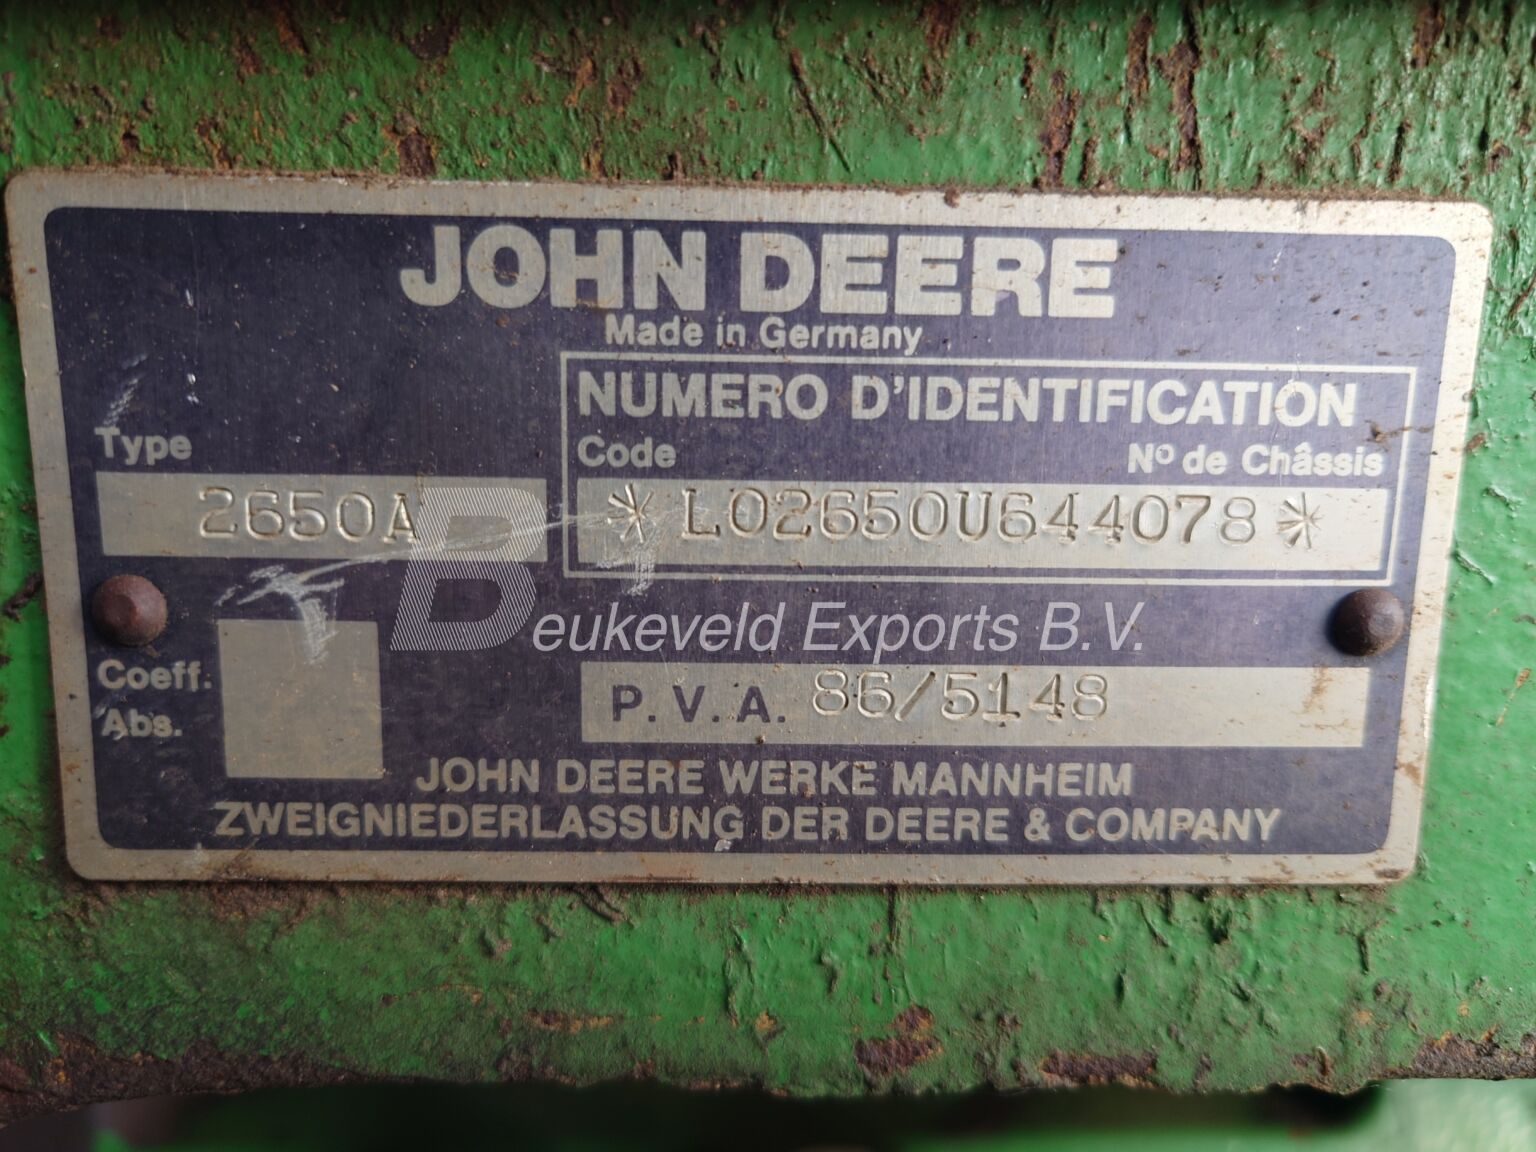 JOHN DEERE
Made in Germany
NUMERO D'IDENTIFICATION
Code Nº de Châssis
Type
2650A
* L02650U644078 *
Beukeveld Exports B.V.
Coeff.
Abs.
P.V.A. 86/5148
JOHN DEERE WERKE MANNHEIM
ZWEIGNIEDERLASSUNG DER DEERE & COMPANY